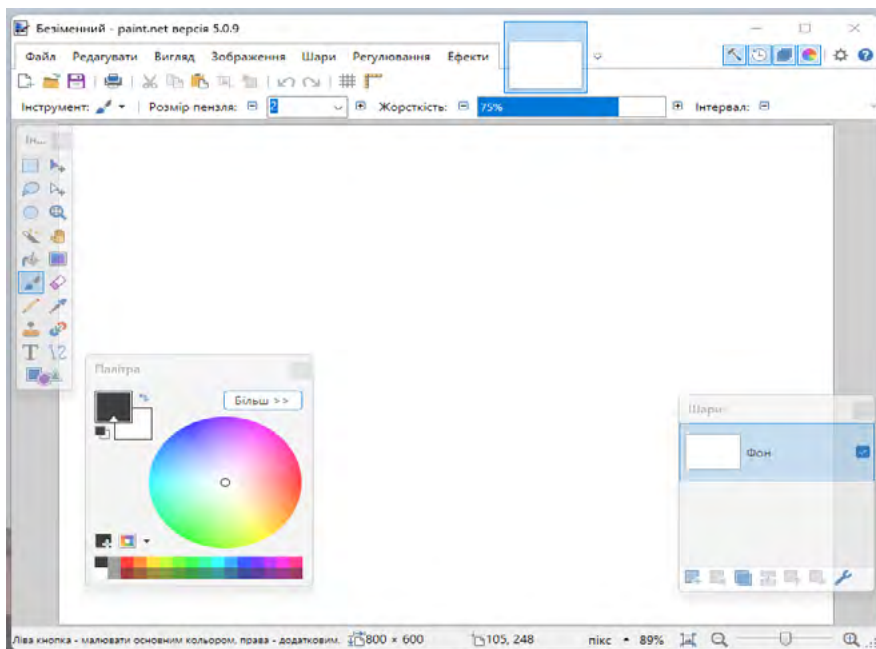 Безіменний - paint.net версія 5.0.9
Файл Редагувати Вигляд Зображення Шари Регулювання Ефекти
Інструмент: Розмір пензля: 2 Жорсткість: 75% Інтервал:
Ін...
Палітра
Більш >>
Шари
Фон
Ліва кнопка - малювати основним кольором, права - додатковим. 800 × 600 105, 248 пікс 89%